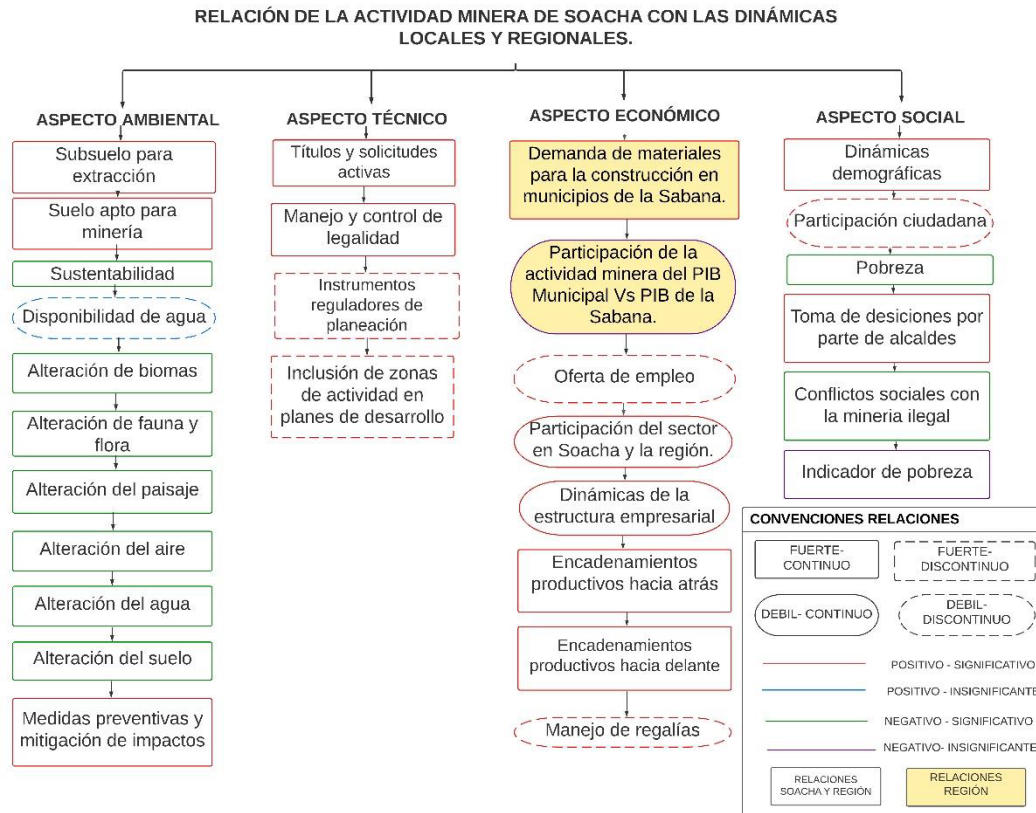 RELACIÓN DE LA ACTIVIDAD MINERA DE SOACHA CON LAS DINÁMICAS
LOCALES Y REGIONALES.
ASPECTO AMBIENTAL
Subsuelo para
extracción
Suelo apto para
minería
Sustentabilidad
Disponibilidad de agua
Alteración de biomas
Alteración de fauna y
flora
Alteración del paisaje
Alteración del aire
Alteración del agua
Alteración del suelo
Medidas preventivas y
mitigación de impactos
ASPECTO TÉCNICO
Títulos y solicitudes
activas
Manejo y control de
legalidad
Instrumentos
reguladores de
planeación
Inclusión de zonas
de actividad en
planes de desarrollo
ASPECTO ECONÓMICO
Demanda de materiales
para la construcción en
municipios de la Sabana.
Participación de la
actividad minera del PIB
Municipal Vs PIB de la
Sabana.
Oferta de empleo
Participación del sector
en Soacha y la región.
Dinámicas de la
estructura empresarial
Encadenamientos
productivos hacia atrás
Encadenamientos
productivos hacia delante
Manejo de regalías
ASPECTO SOCIAL
Dinámicas
demográficas
Participación ciudadana
Pobreza
Toma de desiciones por
parte de alcaldes
Conflictos sociales con
la mineria ilegal
Indicador de pobreza
CONVENCIONES RELACIONES
FUERTE-
CONTINUO
FUERTE-
DISCONTINUO
DEBIL- CONTINUO
DEBIL-
DISCONTINUO
POSITIVO - SIGNIFICATIVO
POSITIVO - INSIGNIFICANTE
NEGATIVO - SIGNIFICATIVO
NEGATIVO- INSIGNIFICANTE
RELACIONES
SOACHA Y REGIÓN
RELACIONES
REGIÓN